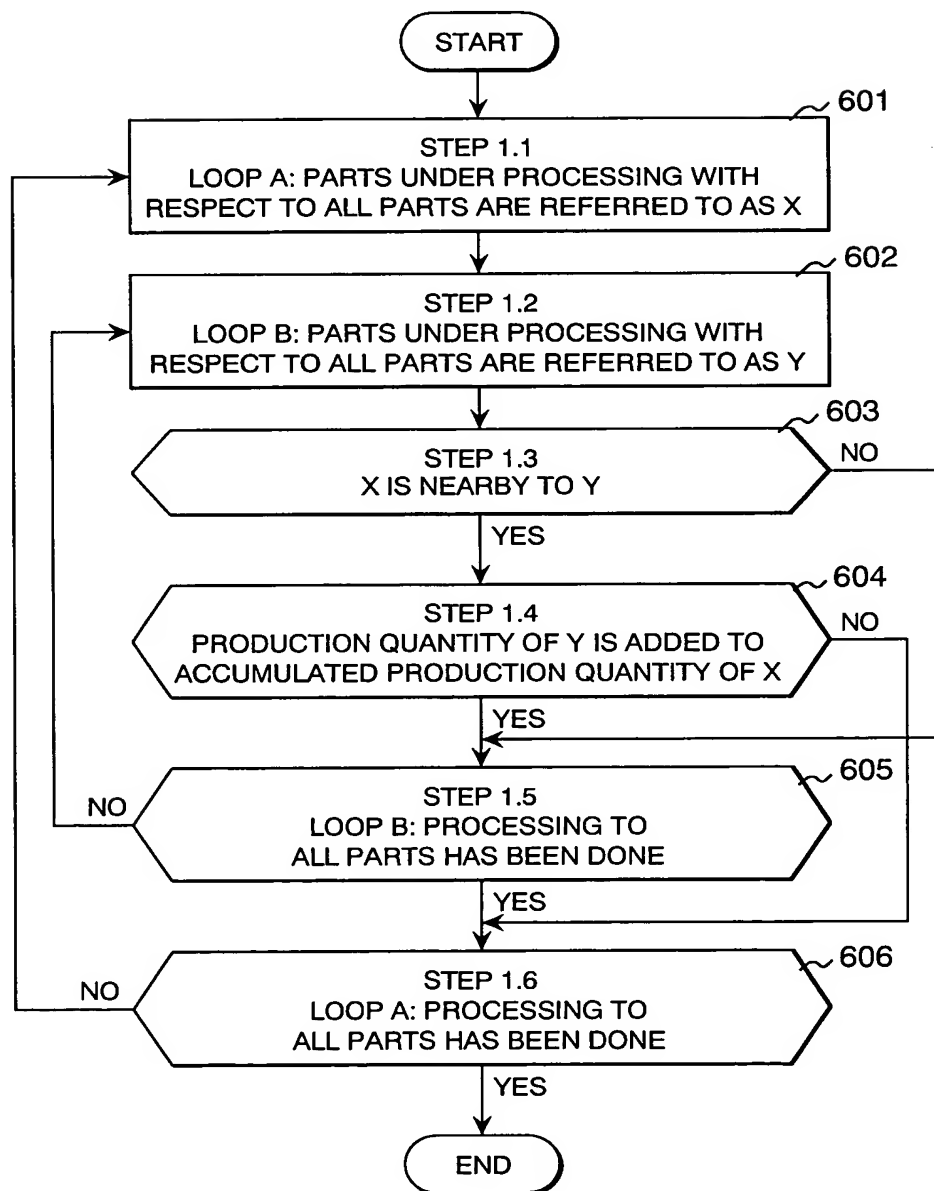 START
601
STEP 1.1
LOOP A: PARTS UNDER PROCESSING WITH
RESPECT TO ALL PARTS ARE REFERRED TO AS X
602
STEP 1.2
LOOP B: PARTS UNDER PROCESSING WITH
RESPECT TO ALL PARTS ARE REFERRED TO AS Y
603
STEP 1.3
X IS NEARBY TO Y
NO
YES
604
STEP 1.4
PRODUCTION QUANTITY OF Y IS ADDED TO
ACCUMULATED PRODUCTION QUANTITY OF X
NO
YES
605
STEP 1.5
LOOP B: PROCESSING TO
ALL PARTS HAS BEEN DONE
NO
YES
606
STEP 1.6
LOOP A: PROCESSING TO
ALL PARTS HAS BEEN DONE
NO
YES
END